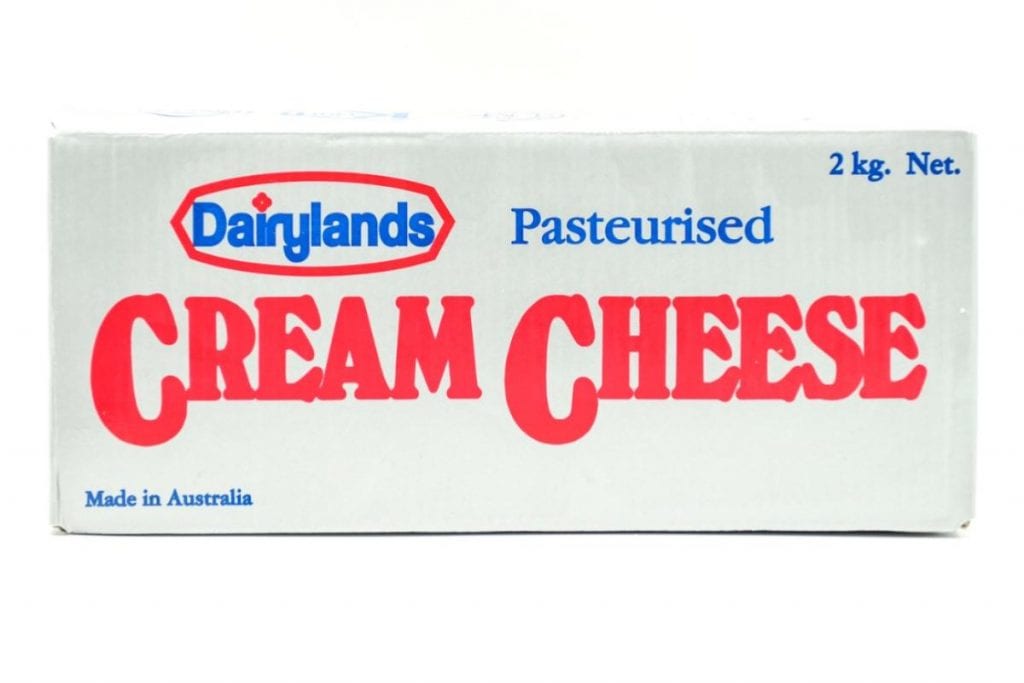 2 kg. Net.
Dairylands Pasteurised
CREAM CHEESE
Made in Australia